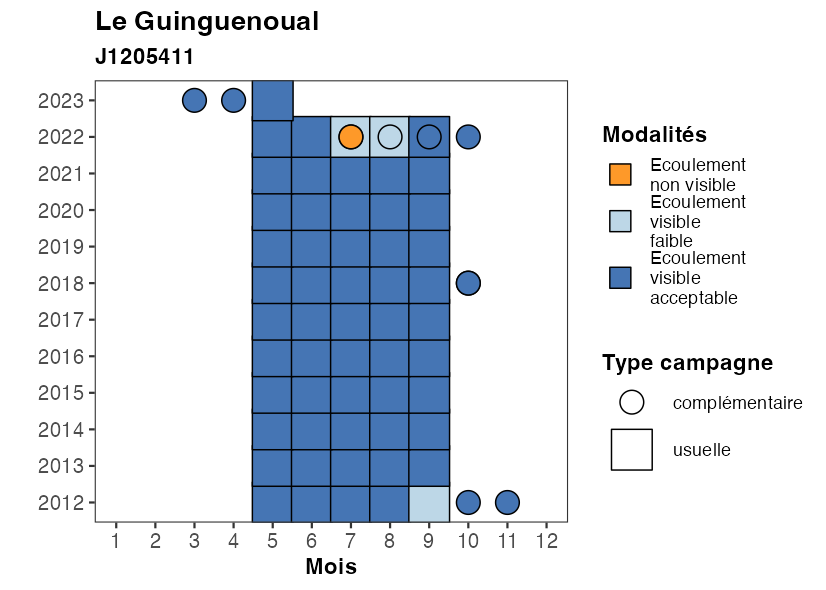 Le Guinguenoual
J1205411
2023
2022
2021
2020
2019
2018
2017
2016
2015
2014
2013
2012
1 2 3 4 5 6 7 8 9 10 11 12
Mois
Modalités
Ecoulement
non visible
Ecoulement
visible
faible
Ecoulement
visible
acceptable
Type campagne
complémentaire
usuelle